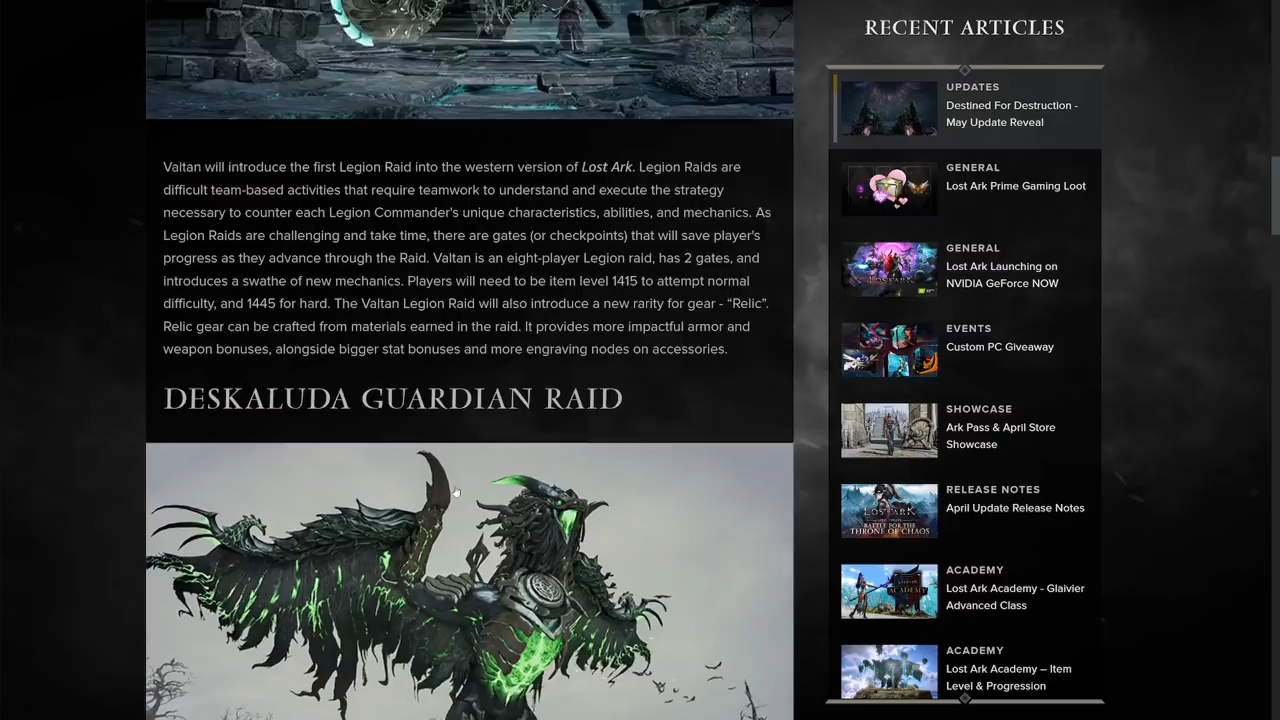 Valtan will introduce the first Legion Raid into the western version of Lost Ark. Legion Raids are
difficult team-based activities that require teamwork to understand and execute the strategy
necessary to counter each Legion Commander's unique characteristics, abilities, and mechanics. As
Legion Raids are challenging and take time, there are gates (or checkpoints) that will save player's
progress as they advance through the Raid. Valtan is an eight-player Legion raid, has 2 gates, and
introduces a swathe of new mechanics. Players will need to be item level 1415 to attempt normal
difficulty, and 1445 for hard. The Valtan Legion Raid will also introduce a new rarity for gear - “Relic”.
Relic gear can be crafted from materials earned in the raid. It provides more impactful armor and
weapon bonuses, alongside bigger stat bonuses and more engraving nodes on accessories.
DESKALUDA GUARDIAN RAID
RECENT ARTICLES
UPDATES
Destined For Destruction -
May Update Reveal
GENERAL
Lost Ark Prime Gaming Loot
GENERAL
Lost Ark Launching on
NVIDIA GeForce NOW
EVENTS
Custom PC Giveaway
SHOWCASE
Ark Pass & April Store
Showcase
LOST ARK
BATTLE FOR THE
THRONE OF CHAOS
RELEASE NOTES
April Update Release Notes
ACADEMY
ACADEMY
Lost Ark Academy - Glaivier
Advanced Class
ACADEMY
Lost Ark Academy – Item
Level & Progression